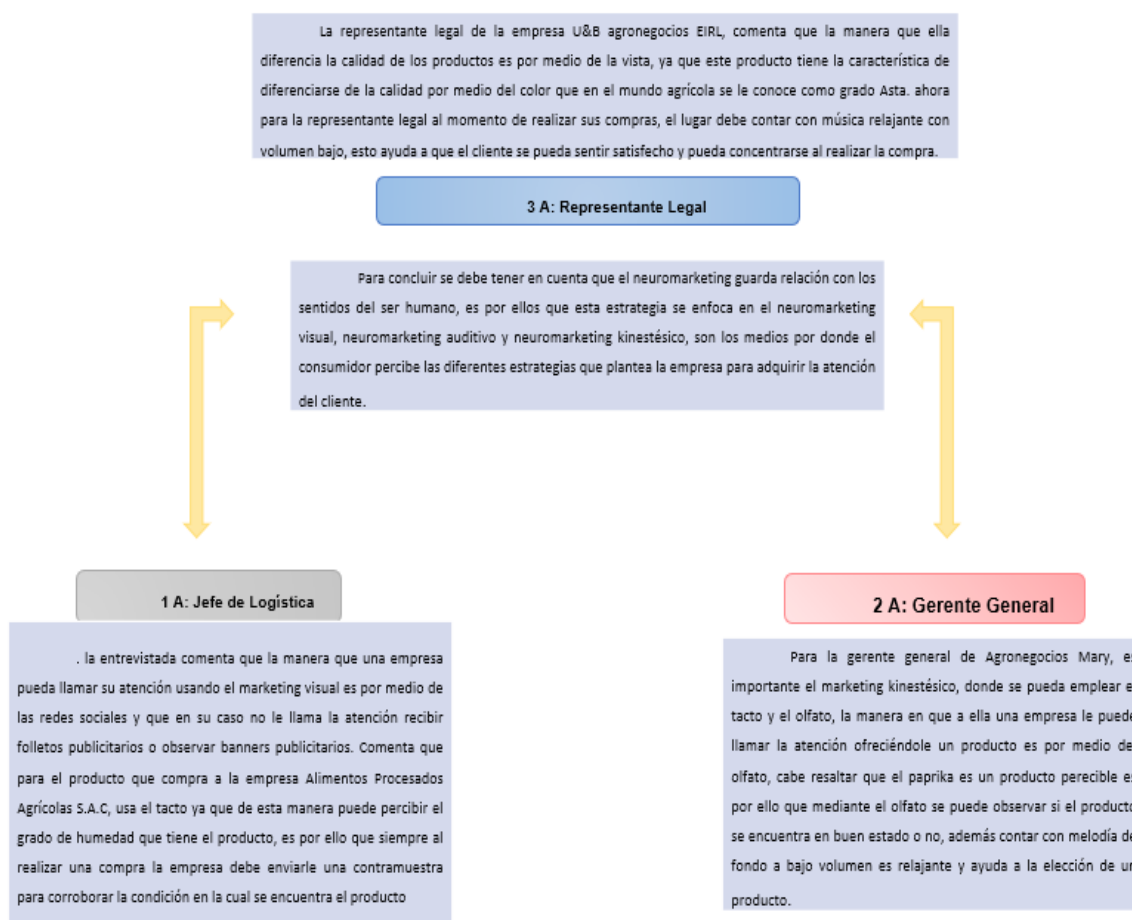 La representante legal de la empresa U&B agronegocios EIRL, comenta que la manera que ella
diferencia la calidad de los productos es por medio de la vista, ya que este producto tiene la característica de
diferenciarse de la calidad por medio del color que en el mundo agrícola se le conoce como grado Asta. ahora
para la representante legal al momento de realizar sus compras, el lugar debe contar con música relajante con
volumen bajo, esto ayuda a que el cliente se pueda sentir satisfecho y pueda concentrarse al realizar la compra.
3 A: Representante Legal
Para concluir se debe tener en cuenta que el neuromarketing guarda relación con los
sentidos del ser humano, es por ellos que esta estrategia se enfoca en el neuromarketing
visual, neuromarketing auditivo y neuromarketing kinestésico, son los medios por donde el
consumidor percibe las diferentes estrategias que plantea la empresa para adquirir la atención
del cliente.
1 A: Jefe de Logística
. la entrevistada comenta que la manera que una empresa
pueda llamar su atención usando el marketing visual es por medio de
las redes sociales y que en su caso no le llama la atención recibir
folletos publicitarios o observar banners publicitarios. Comenta que
para el producto que compra a la empresa Alimentos Procesados
Agrícolas S.A.C, usa el tacto ya que de esta manera puede percibir el
grado de humedad que tiene el producto, es por ello que siempre al
realizar una compra la empresa debe enviarle una contramuestra
para corroborar la condición en la cual se encuentra el producto
2 A: Gerente General
Para la gerente general de Agronegocios Mary, es
importante el marketing kinestésico, donde se pueda emplear el
tacto y el olfato, la manera en que a ella una empresa le puede
llamar la atención ofreciéndole un producto es por medio del
olfato, cabe resaltar que el paprika es un producto perecible es
por ello que mediante el olfato se puede observar si el producto
se encuentra en buen estado o no, además contar con melodía de
fondo a bajo volumen es relajante y ayuda a la elección de un
producto.